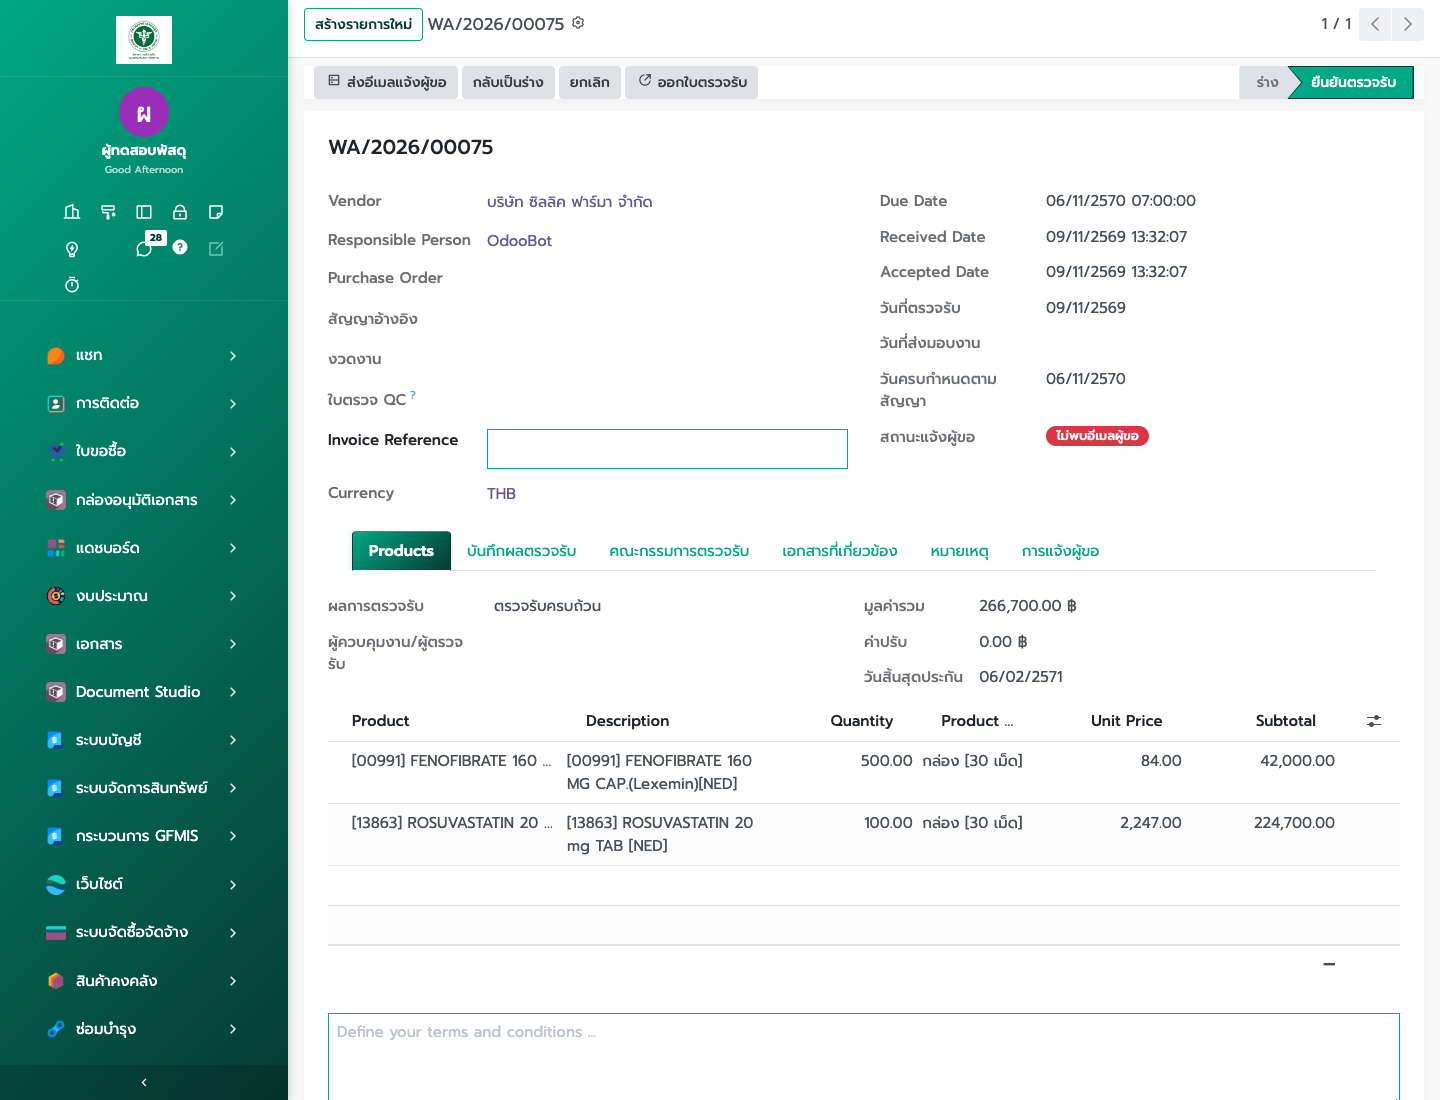 สร้างรายการใหม่ WA/2026/00075
1 / 1
ส่งอีเมลแจ้งผู้ขอ กลับเป็นร่าง ยกเลิก ออกใบตรวจรับ
ร่าง ยืนยันตรวจรับ
ผ
ผู้ทดสอบพัสดุ
Good Afternoon
28
?
แชท
การติดต่อ
ใบขอซื้อ
กล่องอนุมัติเอกสาร
แดชบอร์ด
งบประมาณ
เอกสาร
Document Studio
ระบบบัญชี
ระบบจัดการสินทรัพย์
กระบวนการ GFMIS
เว็บไซต์
ระบบจัดซื้อจัดจ้าง
สินค้าคงคลัง
ซ่อมบำรุง
WA/2026/00075
Vendor บริษัท ซิลลิค ฟาร์มา จำกัด
Responsible Person OdooBot
Purchase Order
สัญญาอ้างอิง
งวดงาน
ใบตรวจ QC ?
Invoice Reference
Currency THB
Due Date 06/11/2570 07:00:00
Received Date 09/11/2569 13:32:07
Accepted Date 09/11/2569 13:32:07
วันที่ตรวจรับ 09/11/2569
วันที่ส่งมอบงาน
วันครบกำหนดตาม 06/11/2570
สัญญา
สถานะแจ้งผู้ขอ ไม่พบอีเมลผู้ขอ
Products บันทึกผลตรวจรับ คณะกรรมการตรวจรับ เอกสารที่เกี่ยวข้อง หมายเหตุ การแจ้งผู้ขอ
ผลการตรวจรับ ตรวจรับครบถ้วน
ผู้ควบคุมงาน/ผู้ตรวจ
รับ
มูลค่ารวม 266,700.00 ฿
ค่าปรับ 0.00 ฿
วันสิ้นสุดประกัน 06/02/2571
Product Description Quantity Product ... Unit Price Subtotal
[00991] FENOFIBRATE 160 ... [00991] FENOFIBRATE 160 500.00 กล่อง [30 เม็ด] 84.00 42,000.00
MG CAP.(Lexemin)[NED]
[13863] ROSUVASTATIN 20 ... [13863] ROSUVASTATIN 20 100.00 กล่อง [30 เม็ด] 2,247.00 224,700.00
mg TAB [NED]
Define your terms and conditions ...